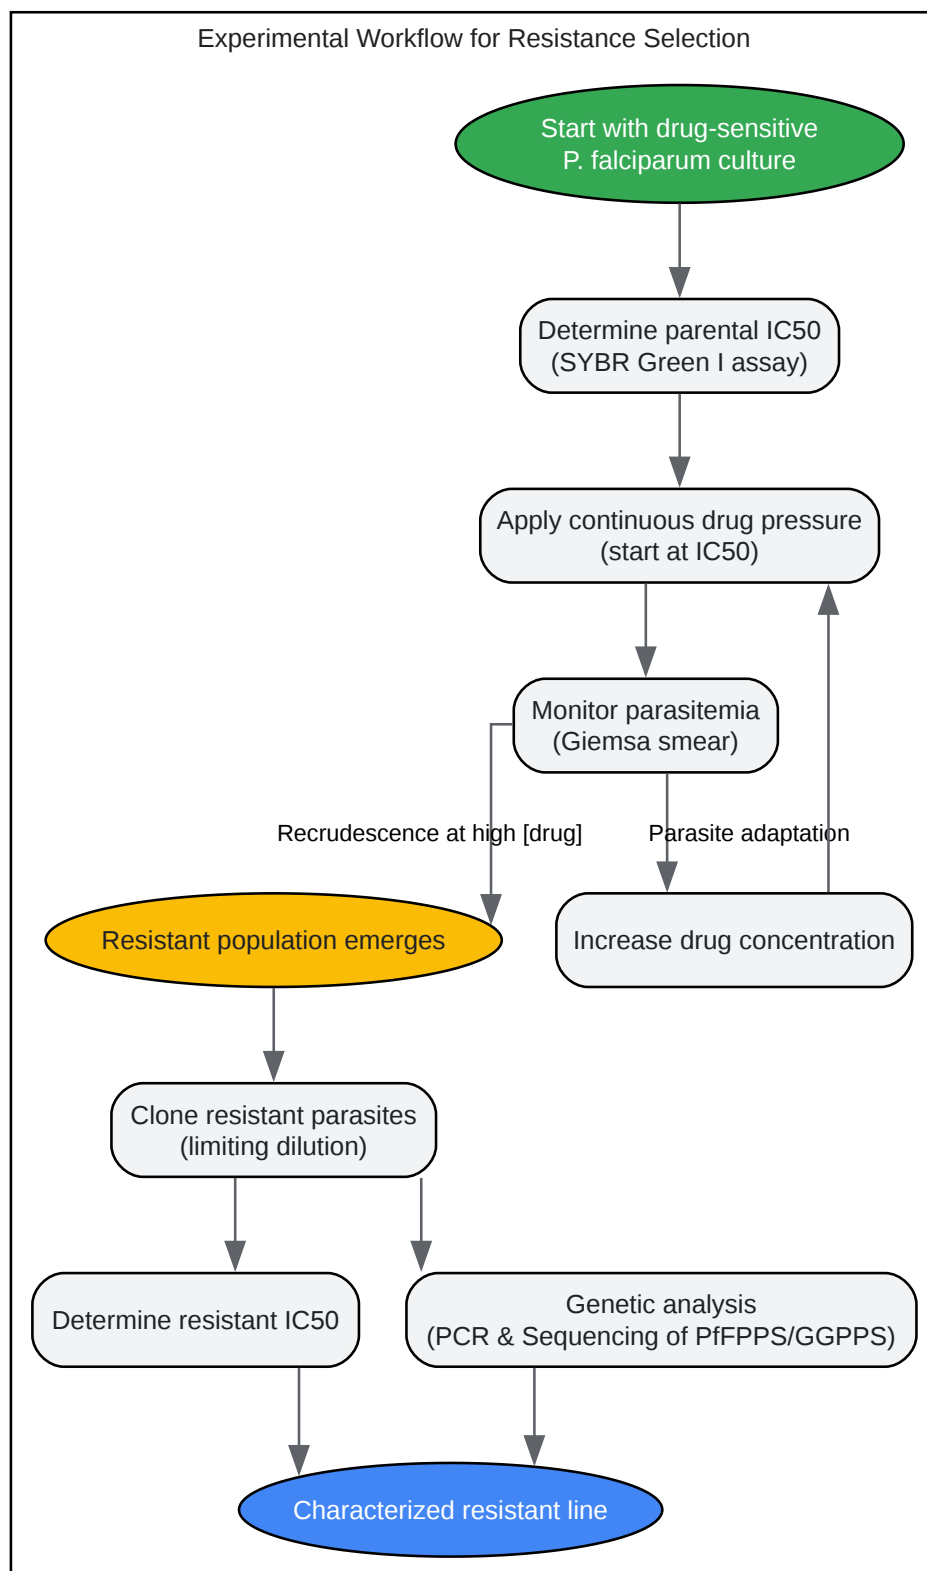 Experimental Workflow for Resistance Selection
Start with drug-sensitive
P. falciparum culture
Determine parental IC50
(SYBR Green I assay)
Apply continuous drug pressure
(start at IC50)
Monitor parasitemia
(Giemsa smear)
Recrudescence at high [drug]
Parasite adaptation
Resistant population emerges
Increase drug concentration
Clone resistant parasites
(limiting dilution)
Determine resistant IC50
Genetic analysis
(PCR & Sequencing of PfFPPS/GGPPS)
Characterized resistant line